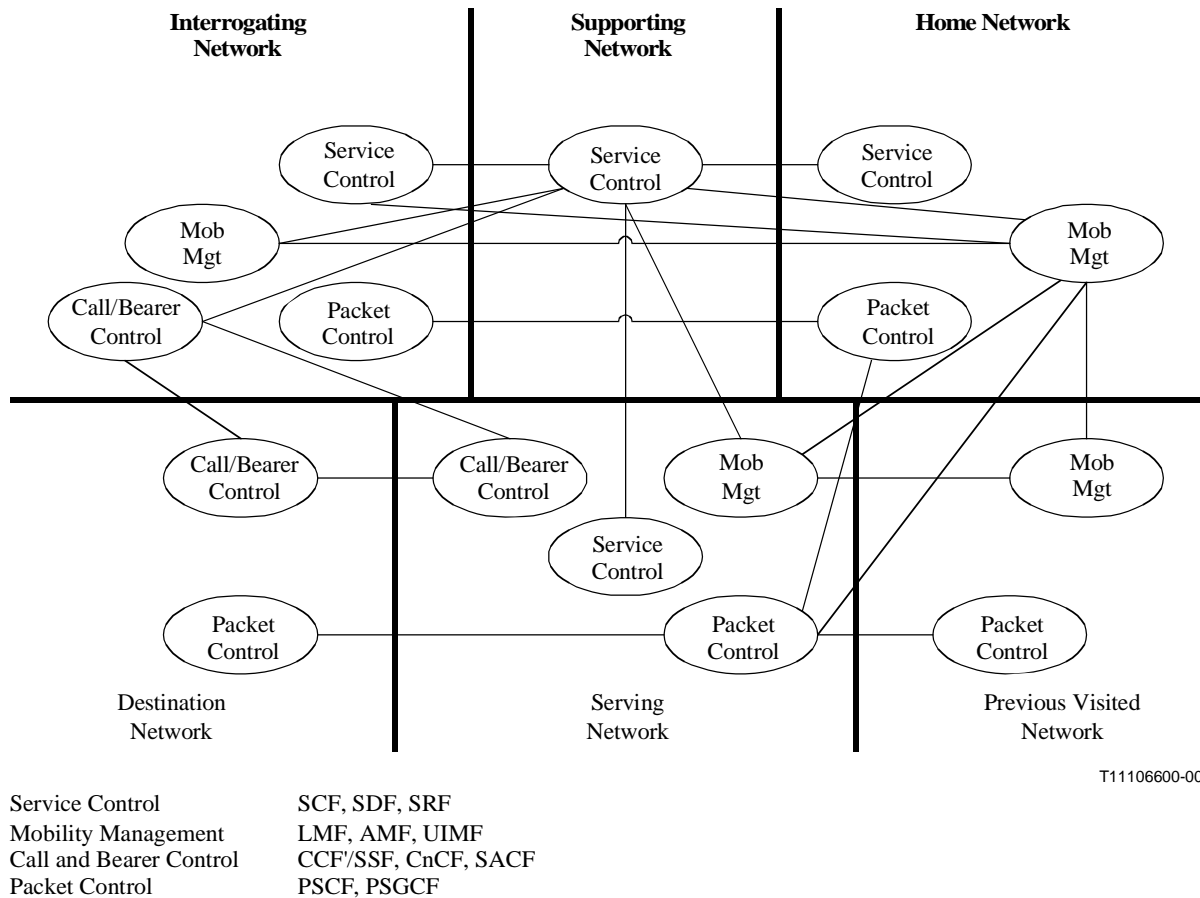 Interrogating
Network
Supporting
Network
Home Network
Service
Control
Service
Control
Service
Control
Mob
Mgt
Mob
Mgt
Call/Bearer
Control
Packet
Control
Packet
Control
Call/Bearer
Control
Call/Bearer
Control
Mob
Mgt
Mob
Mgt
Service
Control
Packet
Control
Packet
Control
Packet
Control
Destination
Network
Serving
Network
Previous Visited
Network
T11106600-00
Service Control SCF, SDF, SRF
Mobility Management LMF, AMF, UIMF
Call and Bearer Control CCF'/SSF, CnCF, SACF
Packet Control PSCF, PSGCF